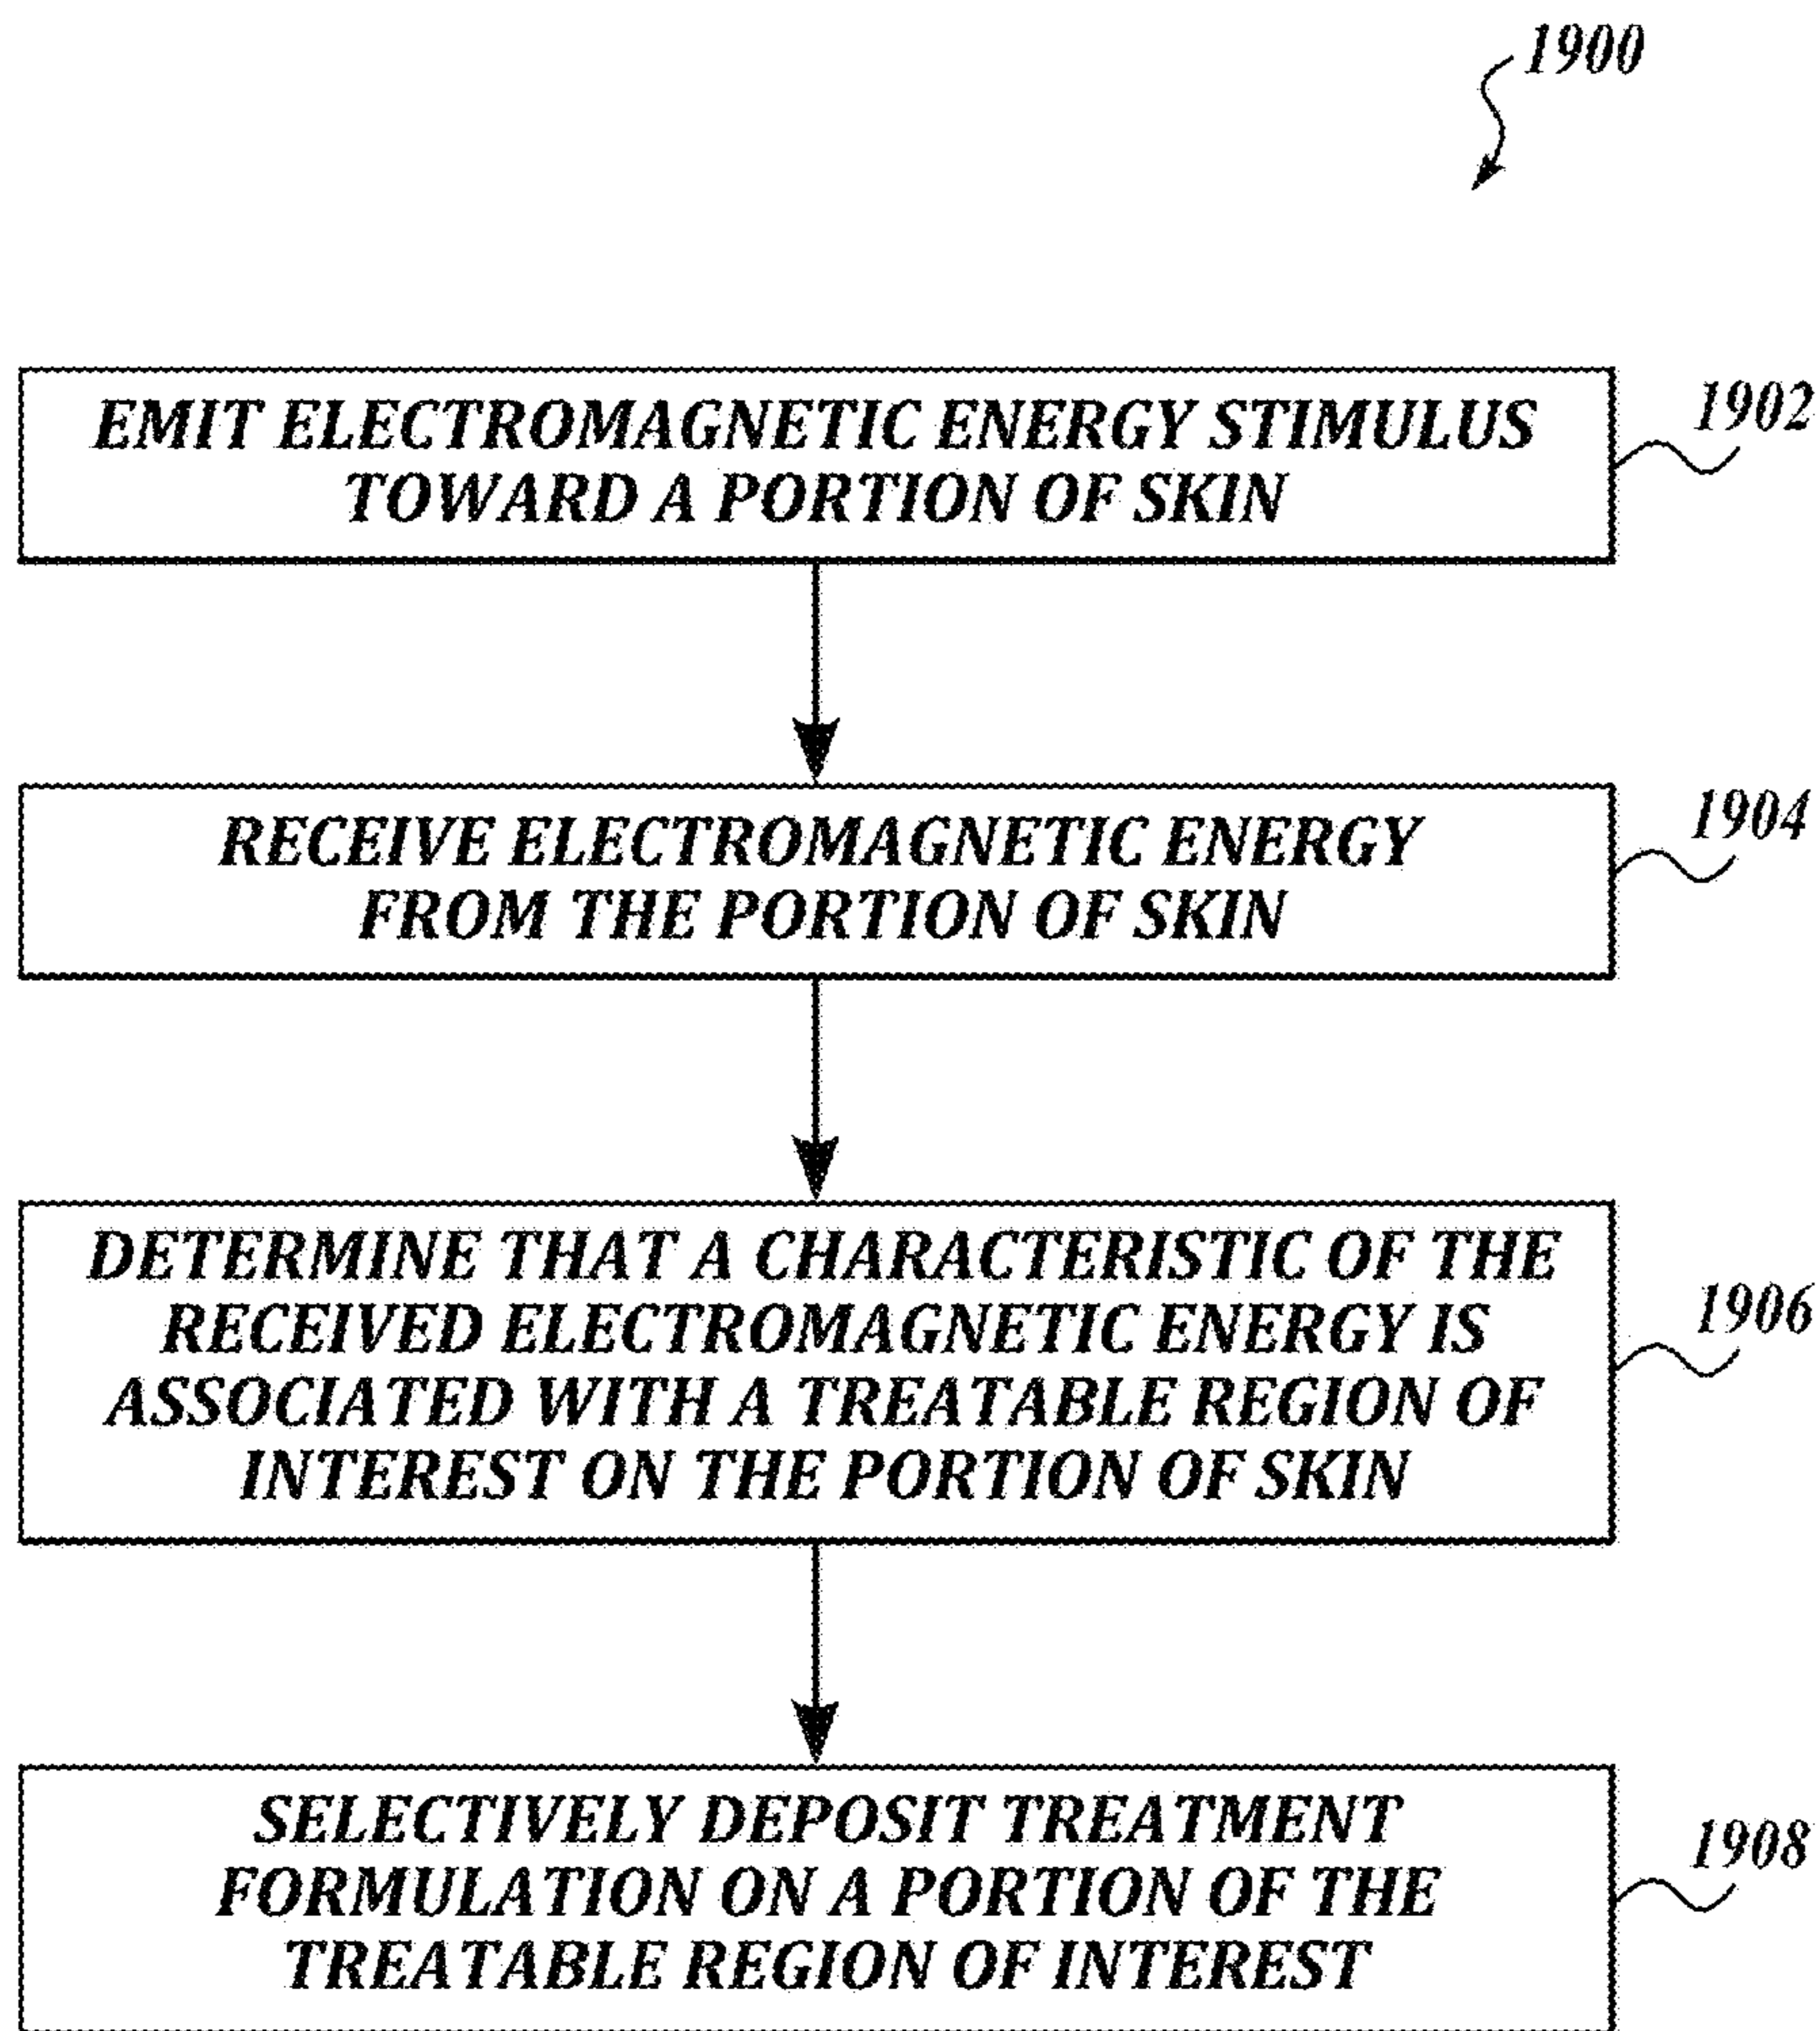 1900
EMIT ELECTROMAGNETIC ENERGY STIMULUS
TOWARD A PORTION OF SKIN
1902
RECEIVE ELECTROMAGNETIC ENERGY
FROM THE PORTION OF SKIN
1904
DETERMINE THAT A CHARACTERISTIC OF THE
RECEIVED ELECTROMAGNETIC ENERGY IS
ASSOCIATED WITH A TREATABLE REGION OF
INTEREST ON THE PORTION OF SKIN
1906
SELECTIVELY DEPOSIT TREATMENT
FORMULATION ON A PORTION OF THE
TREATABLE REGION OF INTEREST
1908